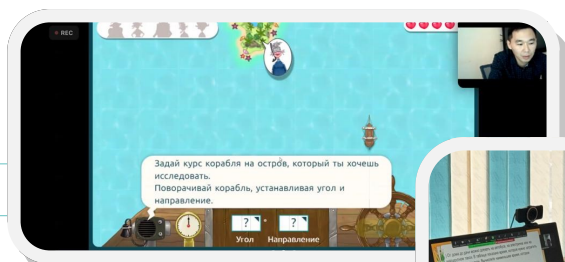 REC
Задай курс корабля на остров, который ты хочешь
исследовать.
Поворачивай корабль, устанавливая угол и
направление.
? ?
Угол Направление